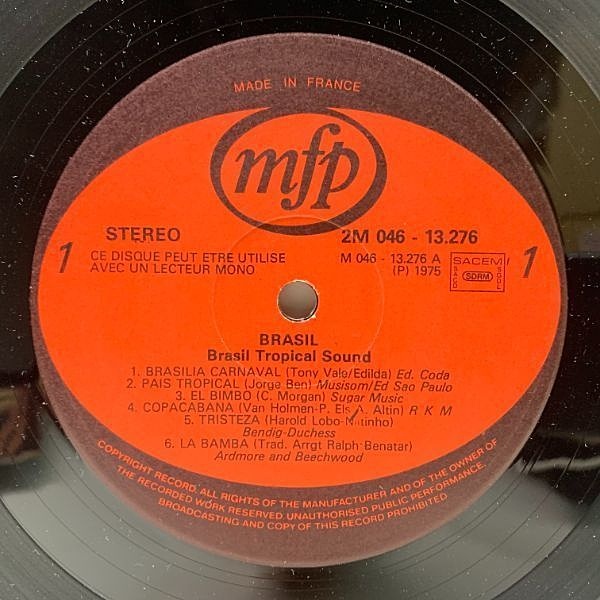 MADE IN FRANCE
mfp
STEREO
2M 046 - 13.276
1
CE DISQUE PEUT ETRE UTILISE
AVEC UN LECTEUR MONO
M 046 - 13.276 A
(P) 1975
SACEM
SACD
SDRM
SGDL
1
BRASIL
Brasil Tropical Sound
1. BRASILIA CARNAVAL (Tony Vale/Edilda) Ed. Coda
2. PAIS TROPICAL (Jorge Ben) Musisom/Ed Sao Paulo
3. EL BIMBO (C. Morgan) Sugar Music
4. COPACABANA (Van Holmen-P. Els A. Altin) R K M
5. TRISTEZA (Harold Lobo-Niltinho)
Bendig-Duchess
6. LA BAMBA (Trad. Arrgt Ralph Benatar)
Ardmore and Beechwood
COPYRIGHT RECORD. ALL RIGHTS OF THE MANUFACTURER AND OF THE OWNER OF
THE RECORDED WORK RESERVED UNAUTHORISED PUBLIC PERFORMANCE,
BROADCASTING AND COPY OF THIS RECORD PROHIBITED